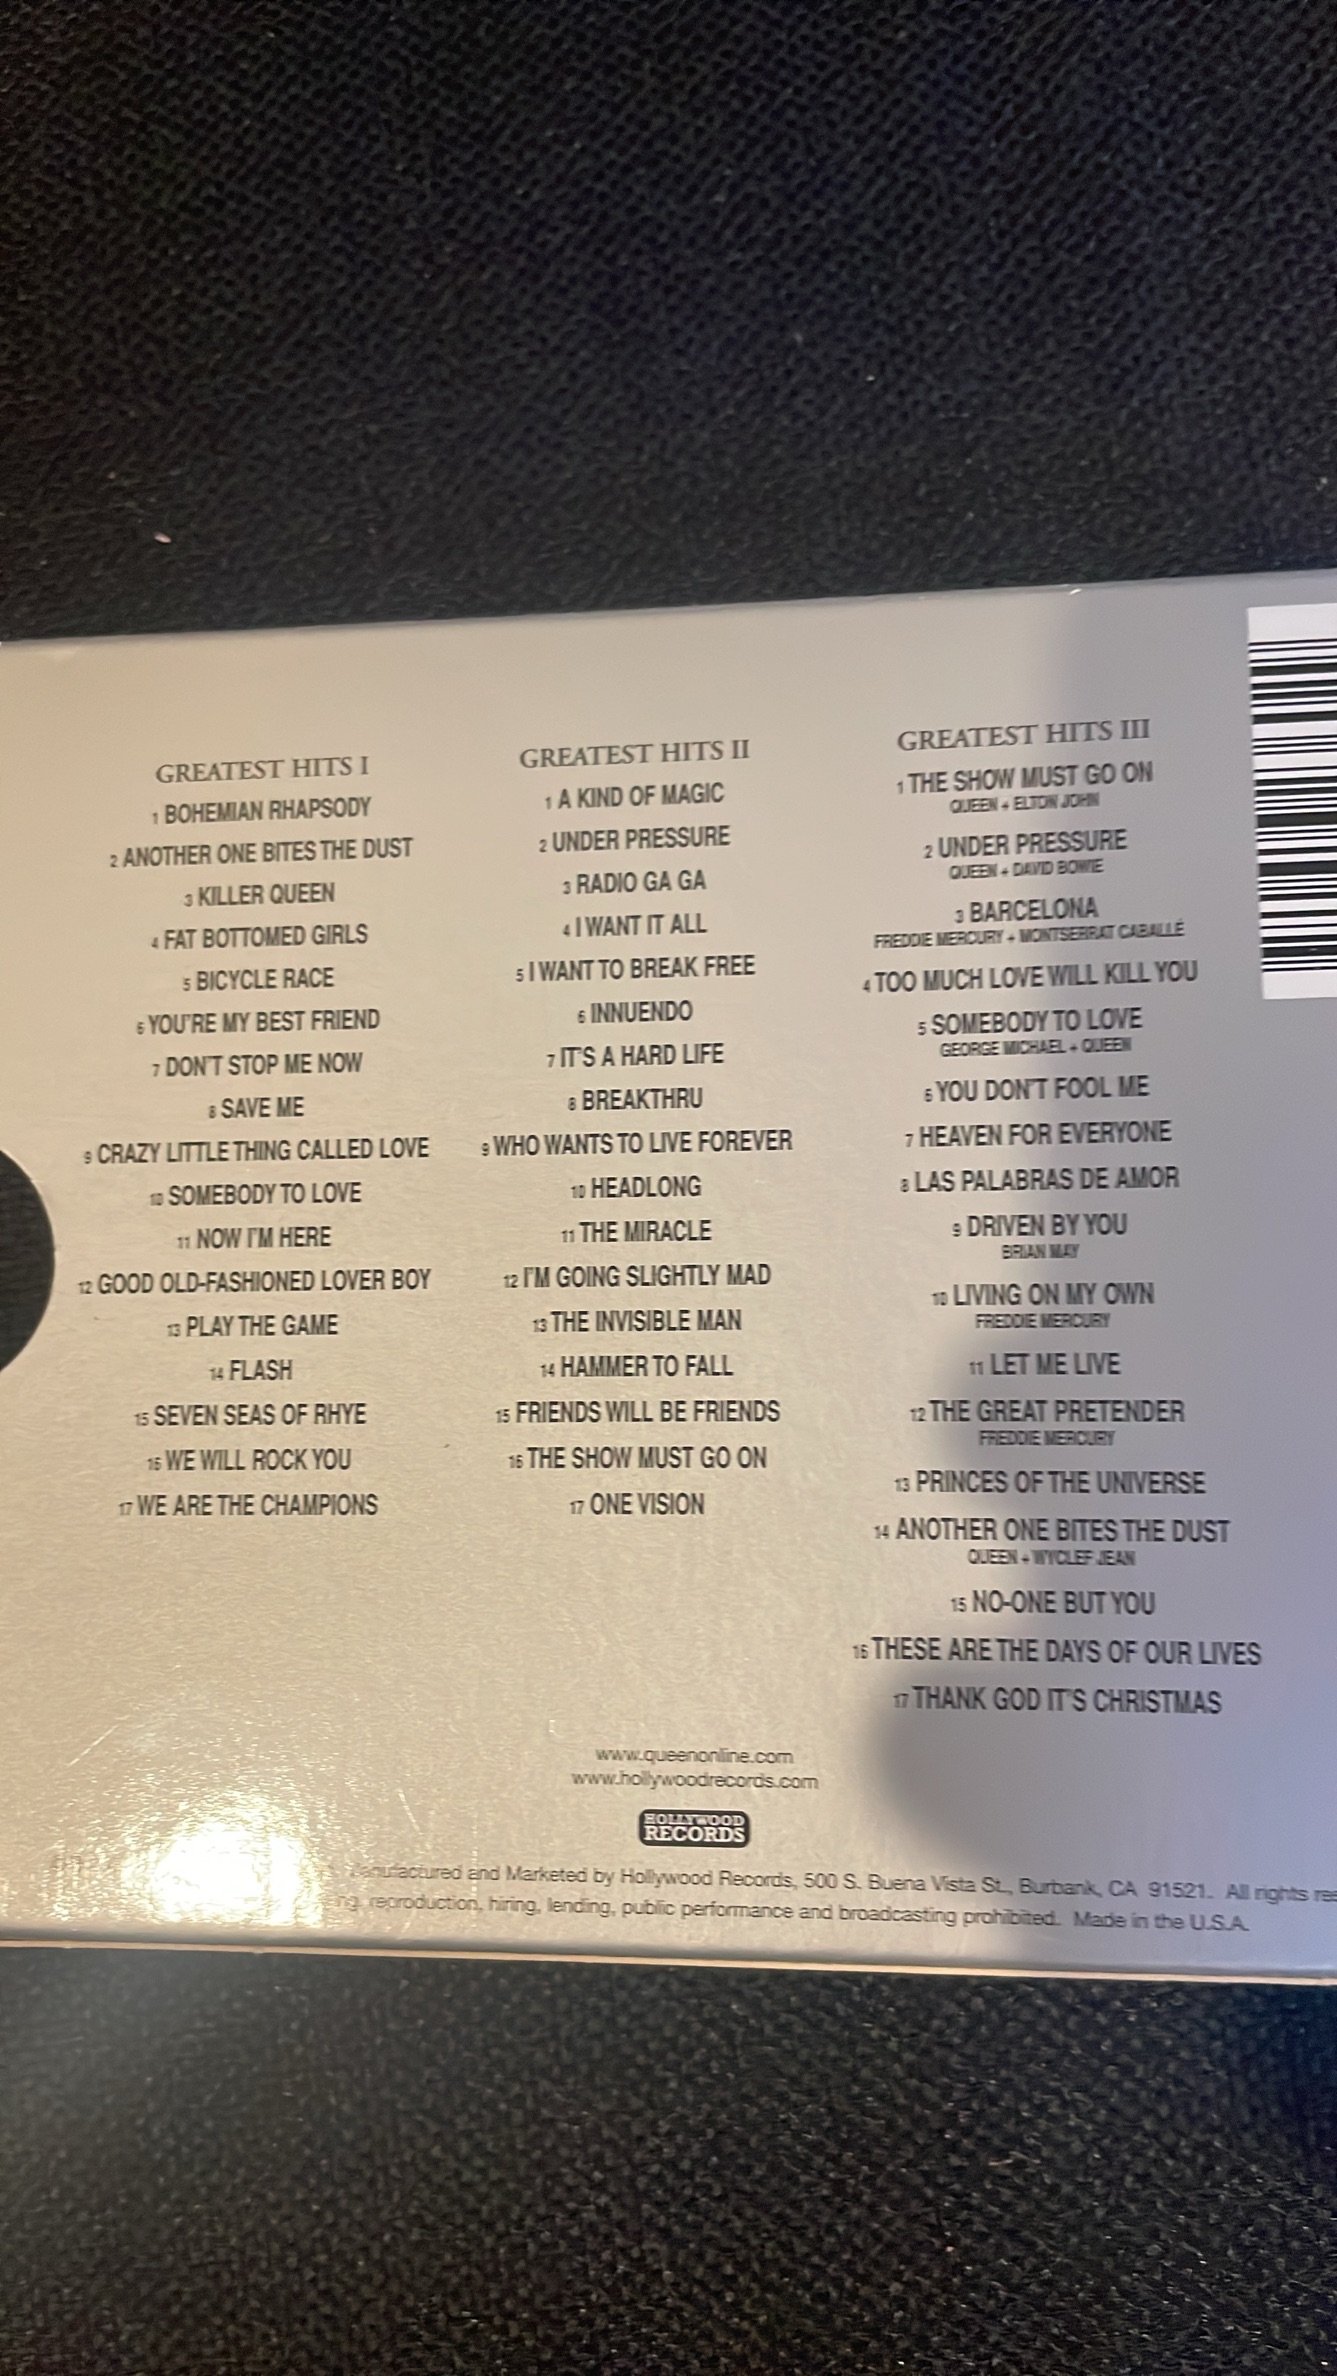 GREATEST HITS I
1 BOHEMIAN RHAPSODY
2 ANOTHER ONE BITES THE DUST
3 KILLER QUEEN
4 FAT BOTTOMED GIRLS
5 BICYCLE RACE
6 YOU'RE MY BEST FRIEND
7 DON'T STOP ME NOW
8 SAVE ME
9 CRAZY LITTLE THING CALLED LOVE
10 SOMEBODY TO LOVE
11 NOW I'M HERE
12 GOOD OLD-FASHIONED LOVER BOY
13 PLAY THE GAME
14 FLASH
15 SEVEN SEAS OF RHYE
16 WE WILL ROCK YOU
17 WE ARE THE CHAMPIONS
GREATEST HITS II
1 A KIND OF MAGIC
2 UNDER PRESSURE
3 RADIO GA GA
4 I WANT IT ALL
5 I WANT TO BREAK FREE
6 INNUENDO
7 IT'S A HARD LIFE
8 BREAKTHRU
9 WHO WANTS TO LIVE FOREVER
10 HEADLONG
11 THE MIRACLE
12 I'M GOING SLIGHTLY MAD
13 THE INVISIBLE MAN
14 HAMMER TO FALL
15 FRIENDS WILL BE FRIENDS
16 THE SHOW MUST GO ON
17 ONE VISION
GREATEST HITS III
1 THE SHOW MUST GO ON
QUEEN + ELTON JOHN
2 UNDER PRESSURE
QUEEN + DAVID BOWIE
3 BARCELONA
FREDDIE MERCURY + MONTSERRAT CABALLÉ
4 TOO MUCH LOVE WILL KILL YOU
5 SOMEBODY TO LOVE
GEORGE MICHAEL + QUEEN
6 YOU DON'T FOOL ME
7 HEAVEN FOR EVERYONE
8 LAS PALABRAS DE AMOR
9 DRIVEN BY YOU
BRIAN MAY
10 LIVING ON MY OWN
FREDDIE MERCURY
11 LET ME LIVE
12 THE GREAT PRETENDER
FREDDIE MERCURY
13 PRINCES OF THE UNIVERSE
14 ANOTHER ONE BITES THE DUST
QUEEN + WYCLEF JEAN
15 NO-ONE BUT YOU
16 THESE ARE THE DAYS OF OUR LIVES
17 THANK GOD IT'S CHRISTMAS
www.queenonline.com
www.hollywoodrecords.com
HOLLYWOOD
RECORDS
Manufactured and Marketed by Hollywood Records, 500 S. Buena Vista St., Burbank, CA 91521. All rights res
ng, reproduction, hiring, lending, public performance and broadcasting prohibited. Made in the U.S.A.